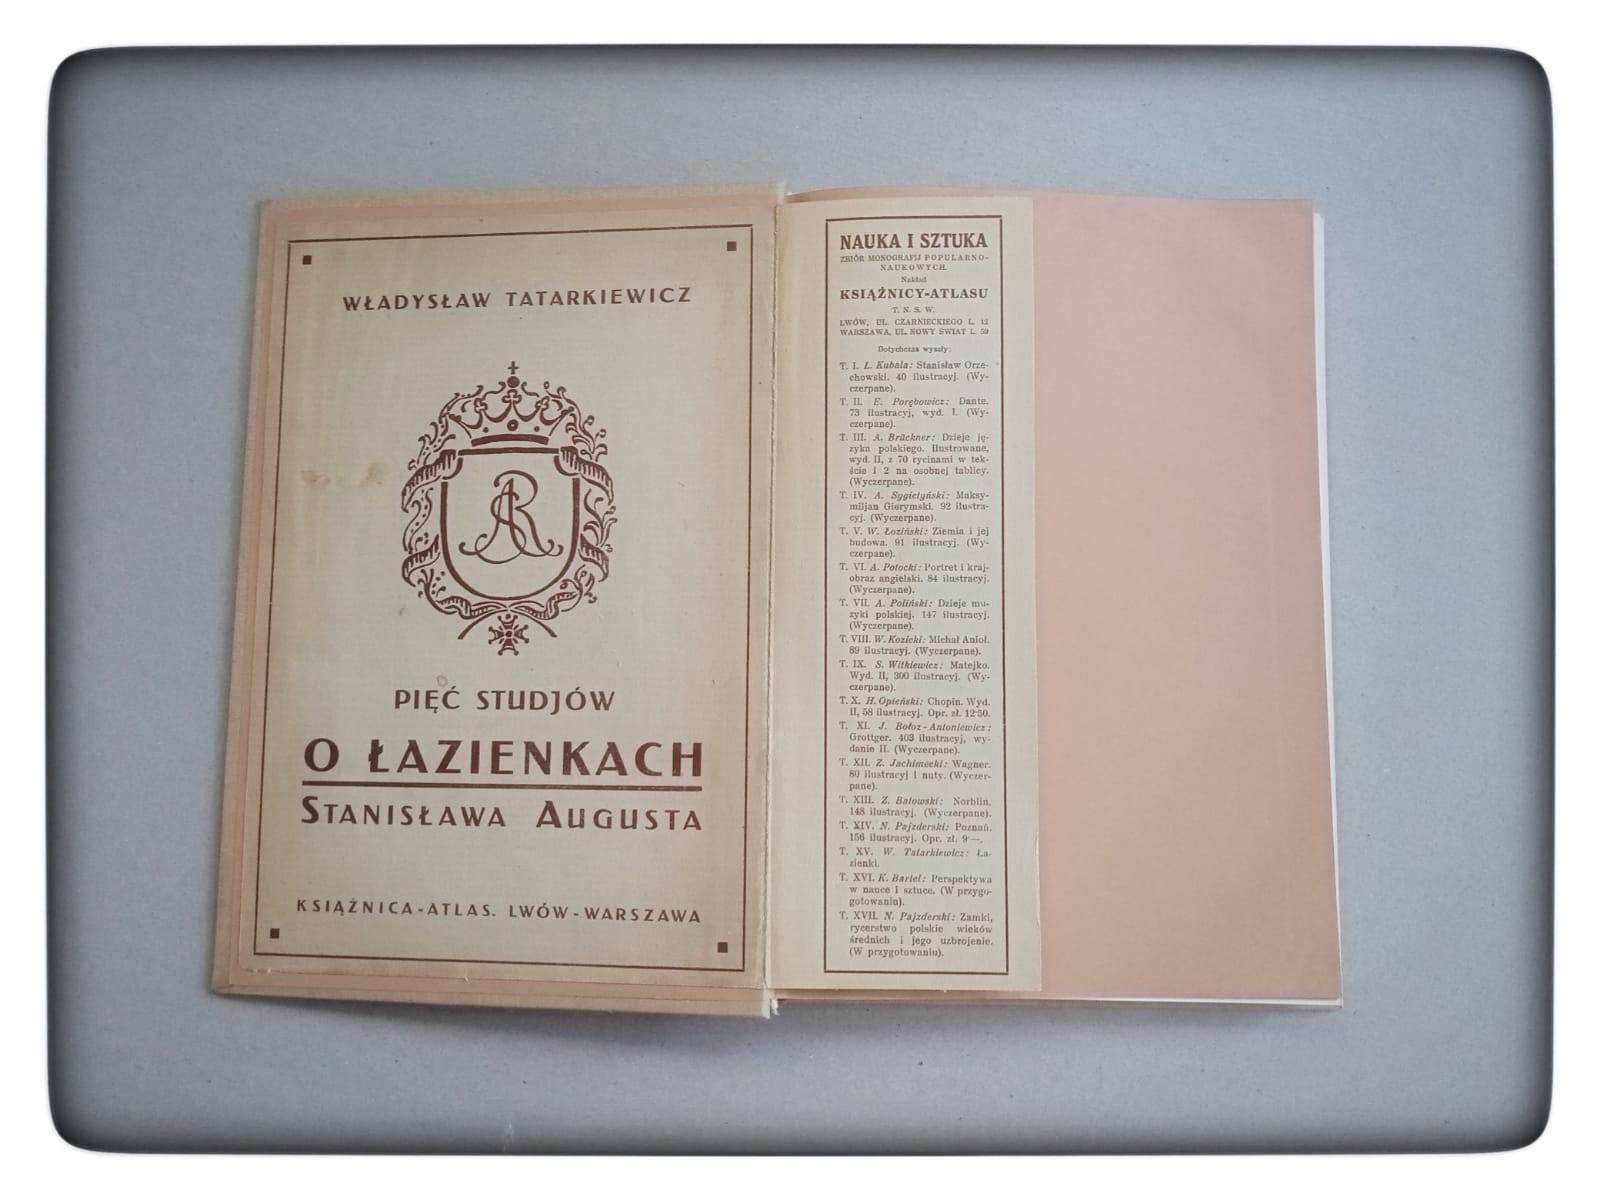 WŁADYSŁAW TATARKIEWICZ
PIĘĆ STUDJÓW
O ŁAZIENKACH
STANISŁAWA AUGUSTA
KSIĄŻNICA-ATLAS. LWÓW-WARSZAWA
NAUKA I SZTUKA
ZBIÓR MONOGRAFIJ POPULARNO-
NAUKOWYCH
Nakład
KSIĄŻNICY-ATLASU
T. N. S. W.
LWÓW, UL. CZARNIECKIEGO L. 12
WARSZAWA, UL. NOWY ŚWIAT L. 59
Dotychczas wyszły:
T. I. L. Kubala: Stanisław Orze-
chowski. 40 ilustracyj. (Wy-
czerpane).
T. II. E. Porębowicz: Dante.
73 ilustracyj, wyd. I. (Wy-
czerpane).
T. III. A. Brückner: Dzieje ję-
zyka polskiego. Ilustrowane,
wyd. II, z 70 rycinami w tek-
ście i 2 na osobnej tablicy.
(Wyczerpane).
T. IV. A. Sygietyński: Maksy-
miljan Gierymski. 92 ilustra-
cyj. (Wyczerpane).
T. V. W. Łoziński: Ziemia i jej
budowa. 91 ilustracyj. (Wy-
czerpane).
T. VI. A. Potocki: Portret i kraj-
obraz angielski. 84 ilustracyj.
(Wyczerpane).
T. VII. A. Poliński: Dzieje mu-
zyki polskiej. 147 ilustracyj.
(Wyczerpane).
T. VIII. W. Kozicki: Michał Anioł.
89 ilustracyj. (Wyczerpane).
T. IX. S. Witkiewicz: Matejko.
Wyd. II, 300 ilustracyj. (Wy-
czerpane).
T. X. H. Opieński: Chopin. Wyd.
II, 58 ilustracyj. Opr. zł. 12·50.
T. XI. J. Bołoz-Antoniewicz:
Grottger. 403 ilustracyj, wy-
danie II. (Wyczerpane).
T. XII. Z. Jachimecki: Wagner.
80 ilustracyj i nuty. (Wyczer-
pane).
T. XIII. Z. Batowski: Norblin.
148 ilustracyj. (Wyczerpane).
T. XIV. N. Pajzderski: Poznań.
156 ilustracyj. Opr. zł. 9·—.
T. XV. W. Tatarkiewicz: Ła-
zienki.
T. XVI. K. Bartel: Perspektywa
w nauce i sztuce. (W przygo-
gotowaniu).
T. XVII. N. Pajzderski: Zamki,
rycerstwo polskie wieków
średnich i jego uzbrojenie.
(W przygotowaniu).